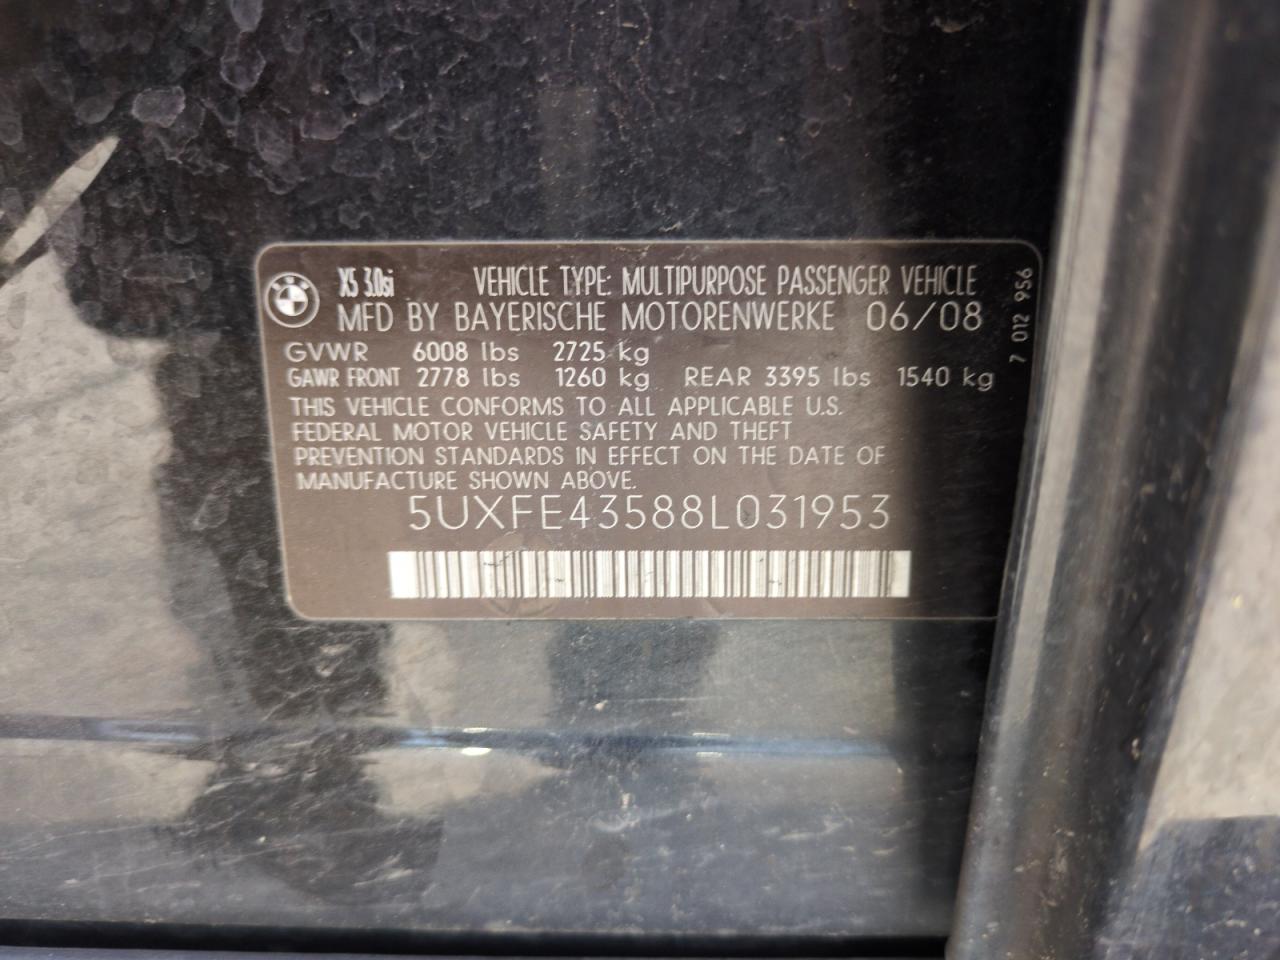 X5 3.0si VEHICLE TYPE: MULTIPURPOSE PASSENGER VEHICLE
MFD BY BAYERISCHE MOTORENWERKE 06/08
GVWR 6008 lbs 2725 kg
GAWR FRONT 2778 lbs 1260 kg REAR 3395 lbs 1540 kg
THIS VEHICLE CONFORMS TO ALL APPLICABLE U.S.
FEDERAL MOTOR VEHICLE SAFETY AND THEFT
PREVENTION STANDARDS IN EFFECT ON THE DATE OF
MANUFACTURE SHOWN ABOVE.
5UXFE43588L031953
7 012 956